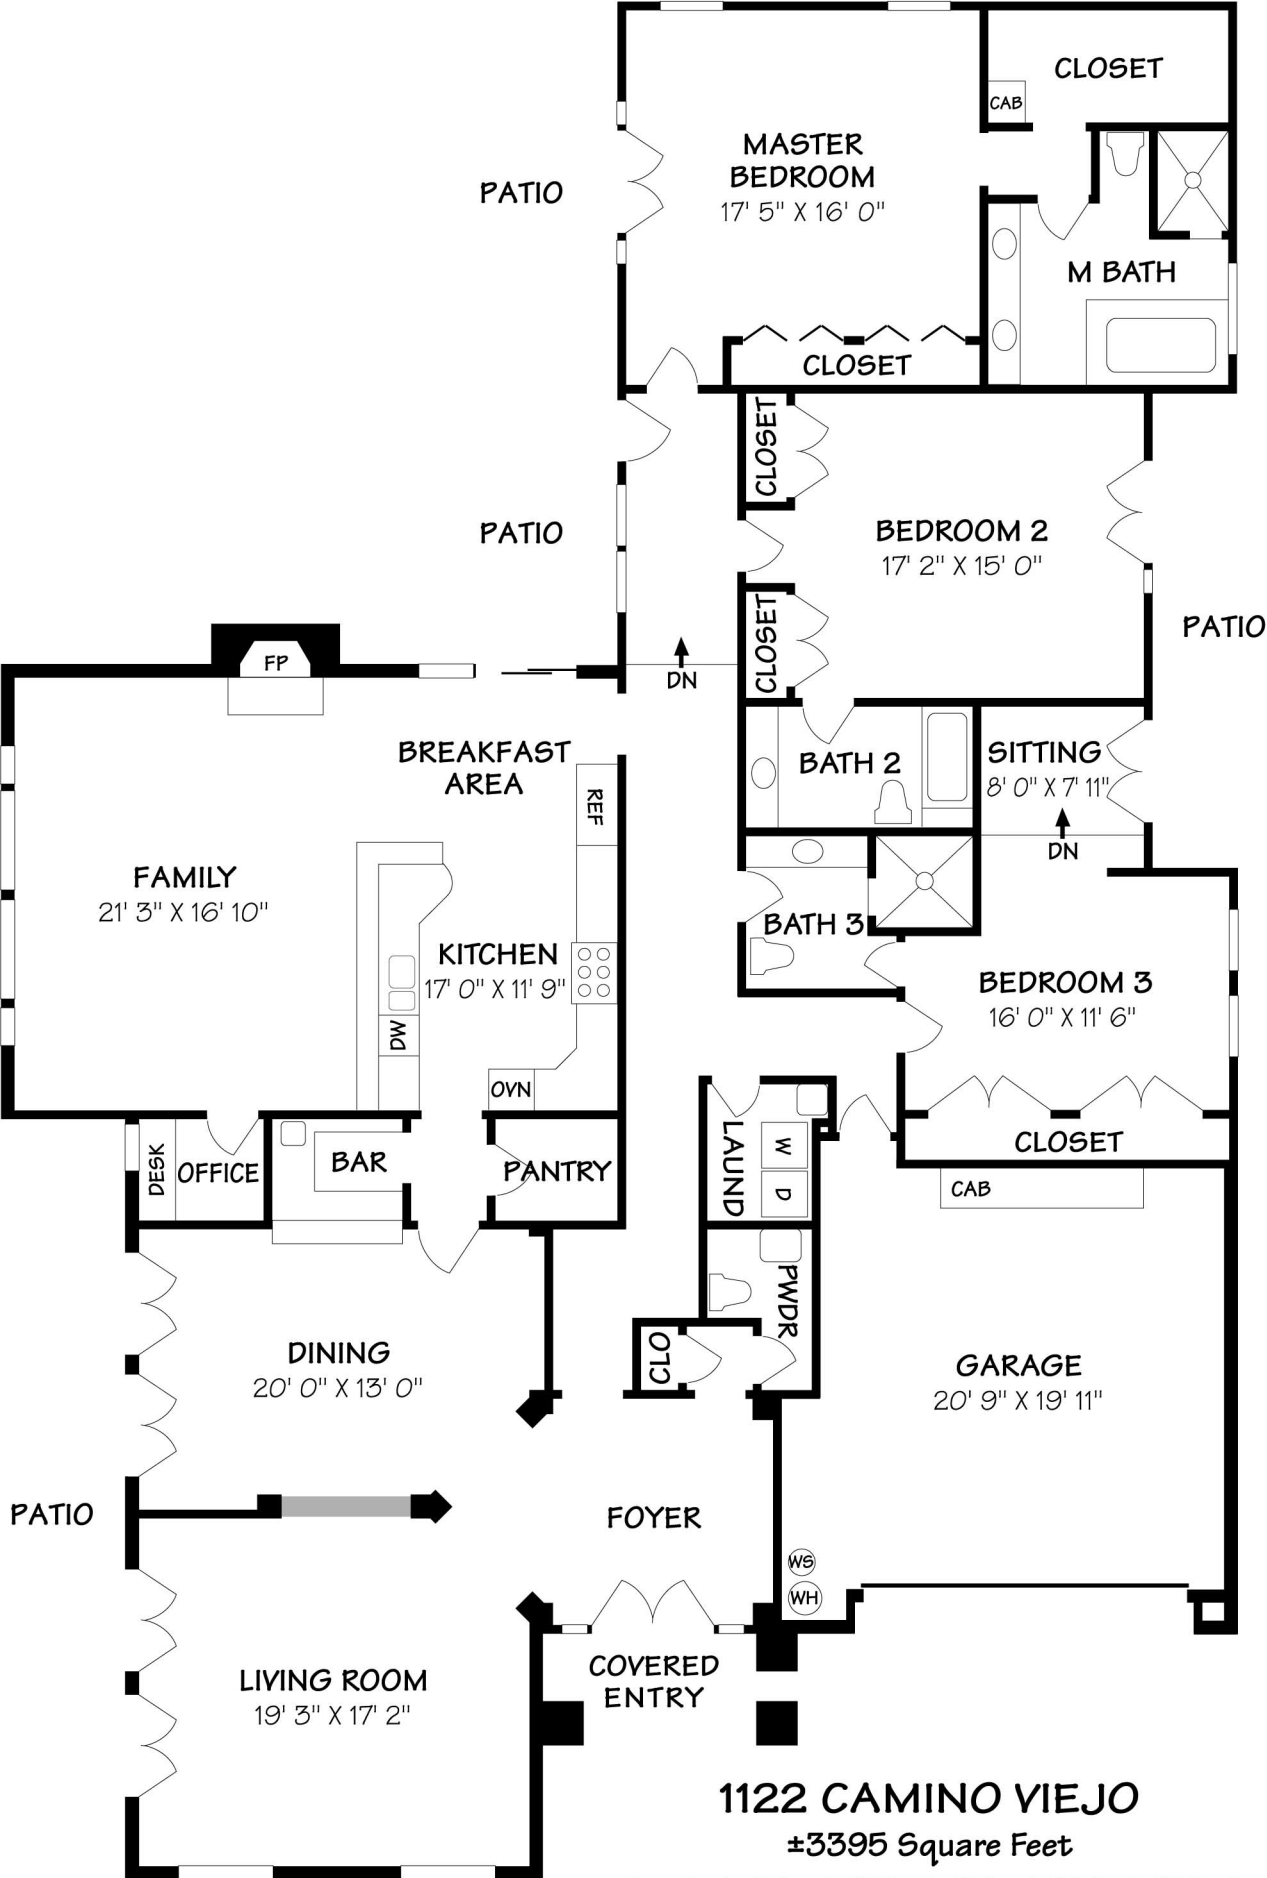 CLOSET
CAB
MASTER
BEDROOM
17' 5" X 16' 0"
PATIO
M BATH
CLOSET
CLOSET
PATIO
BEDROOM 2
17' 2" X 15' 0"
CLOSET
PATIO
FP
DN
BREAKFAST
AREA
BATH 2
SITTING
8' 0" X 7' 11"
REF
DN
FAMILY
21' 3" X 16' 10"
KITCHEN
17' 0" X 11' 9"
BATH 3
BEDROOM 3
16' 0" X 11' 6"
DW
OVN
CLOSET
DESK
OFFICE
BAR
PANTRY
LAUND
W
D
CAB
PWDR
CLO
DINING
20' 0" X 13' 0"
GARAGE
20' 9" X 19' 11"
PATIO
FOYER
WS
WH
LIVING ROOM
19' 3" X 17' 2"
COVERED
ENTRY
1122 CAMINO VIEJO
±3395 Square Feet